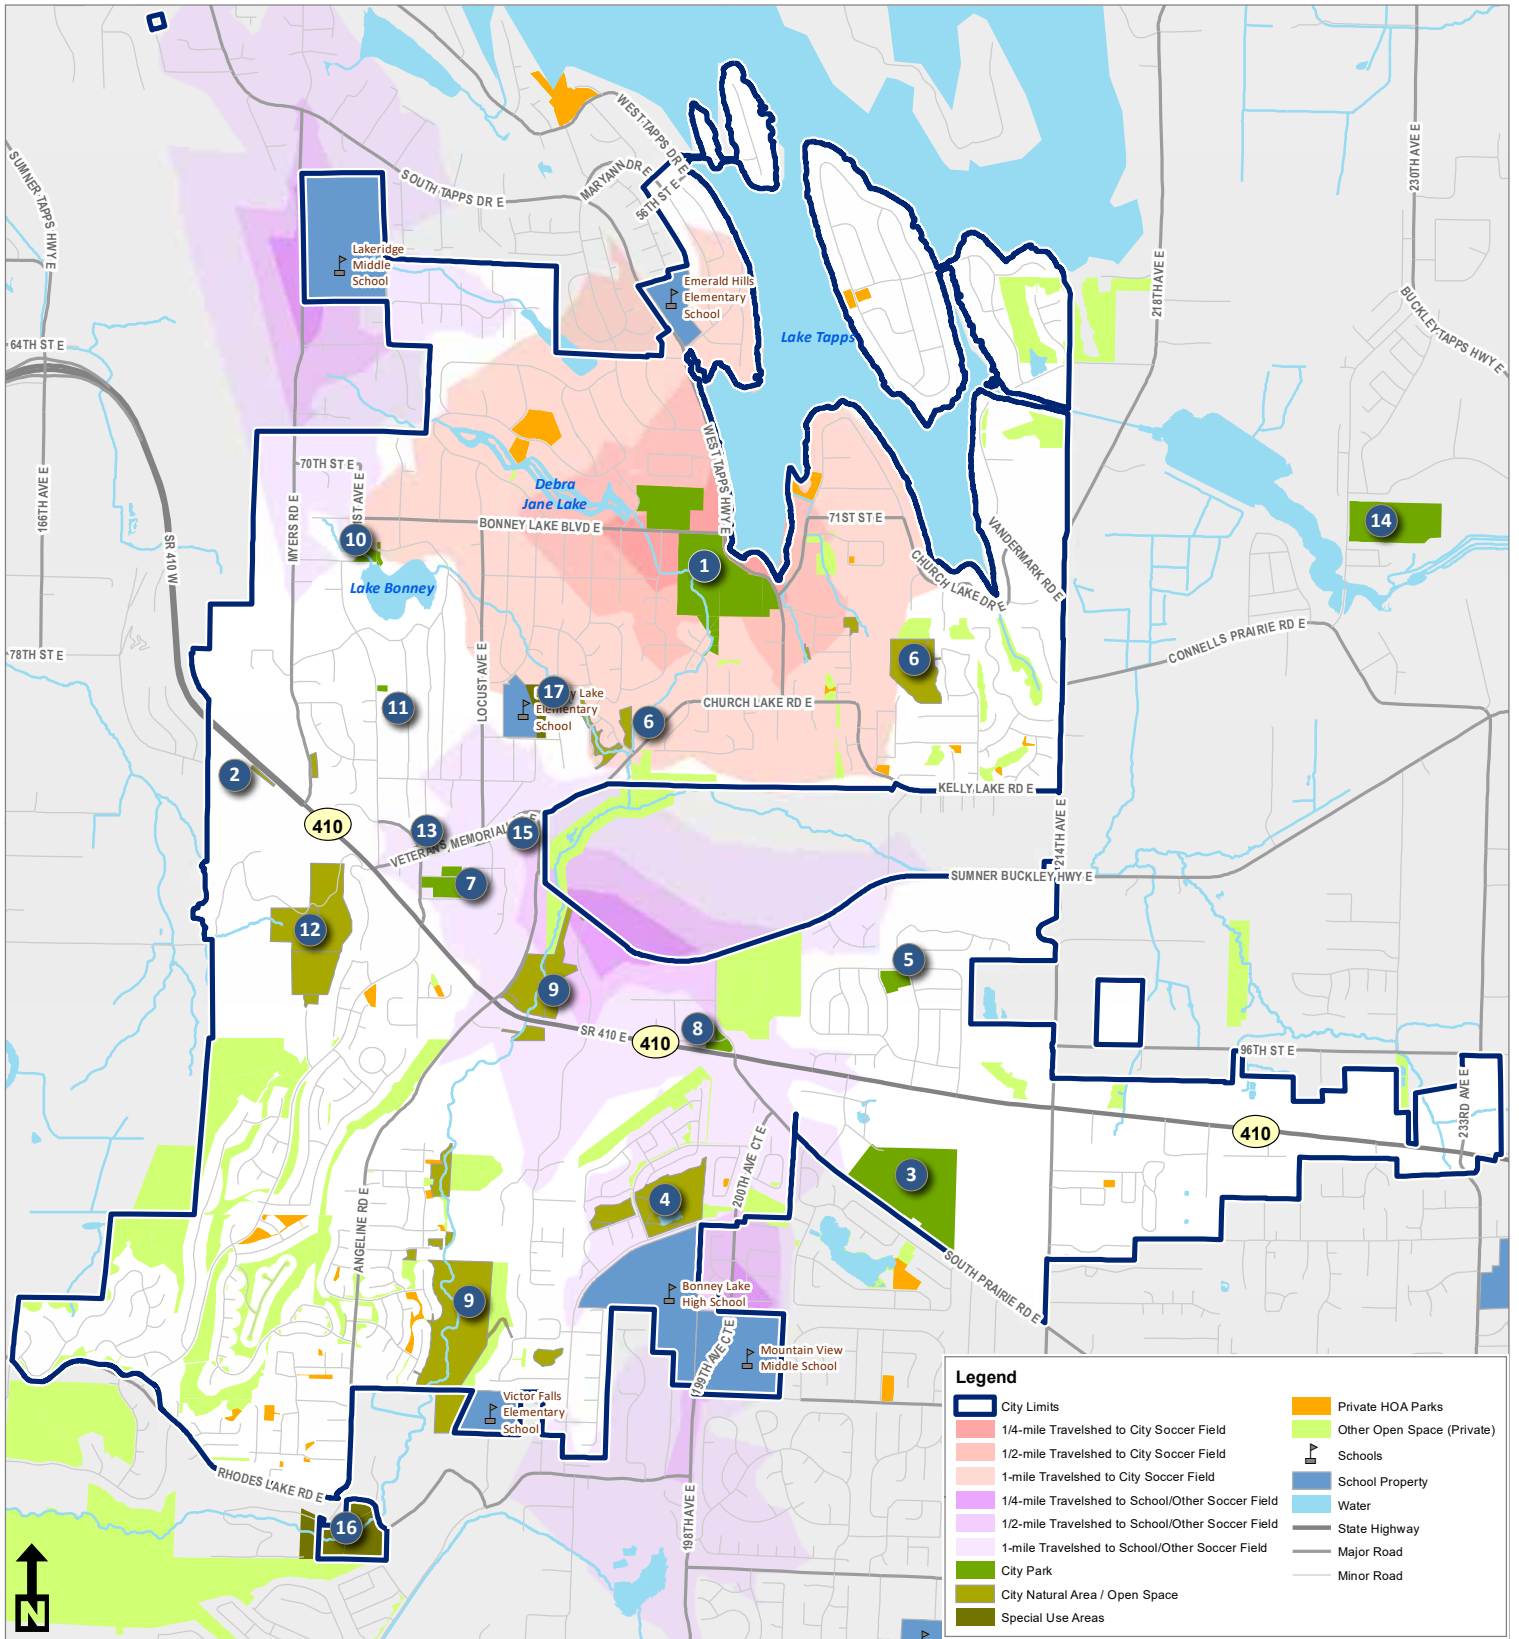 WEST TAPPS DR E
MARYANN DR E
56TH ST E
SOUTH TAPPS DR E
SUMNER TAPPS HWY E
230TH AVE E
218TH AVE E
BUCKLEY TAPPS HWY E
Lakeridge
Middle
School
Emerald Hills
Elementary
School
Lake Tapps
64TH ST E
166TH AVE E
SR 410 W
70TH ST E
MYERS RD E
Debra
Jane Lake
BONNEY LAKE BLVD E
WEST TAPPS HWY E
71ST ST E
VANDERMARK RD E
CHURCH LAKE DR E
14
10
1
Lake Bonney
CONNELLS PRAIRIE RD E
78TH ST E
LOCUST AVE E
6
17
Lake
Elementary
School
11
6
CHURCH LAKE RD E
2
KELLY LAKE RD E
410
13
VETERANS MEMORIAL
15
214TH AVE E
7
SUMNER BUCKLEY HWY E
12
5
9
8
SR 410 E
410
96TH ST E
233RD AVE E
410
3
200TH AVE CT E
4
ANGELINE RD E
SOUTH PRAIRIE RD E
Bonney Lake
High School
9
199TH AVE CT E
Mountain View
Middle School
Victor Falls
Elementary
School
RHODES LAKE RD E
198TH AVE E
16
N
Legend
City Limits
1/4-mile Travelshed to City Soccer Field
1/2-mile Travelshed to City Soccer Field
1-mile Travelshed to City Soccer Field
1/4-mile Travelshed to School/Other Soccer Field
1/2-mile Travelshed to School/Other Soccer Field
1-mile Travelshed to School/Other Soccer Field
City Park
City Natural Area / Open Space
Special Use Areas
Private HOA Parks
Other Open Space (Private)
Schools
School Property
Water
State Highway
Major Road
Minor Road